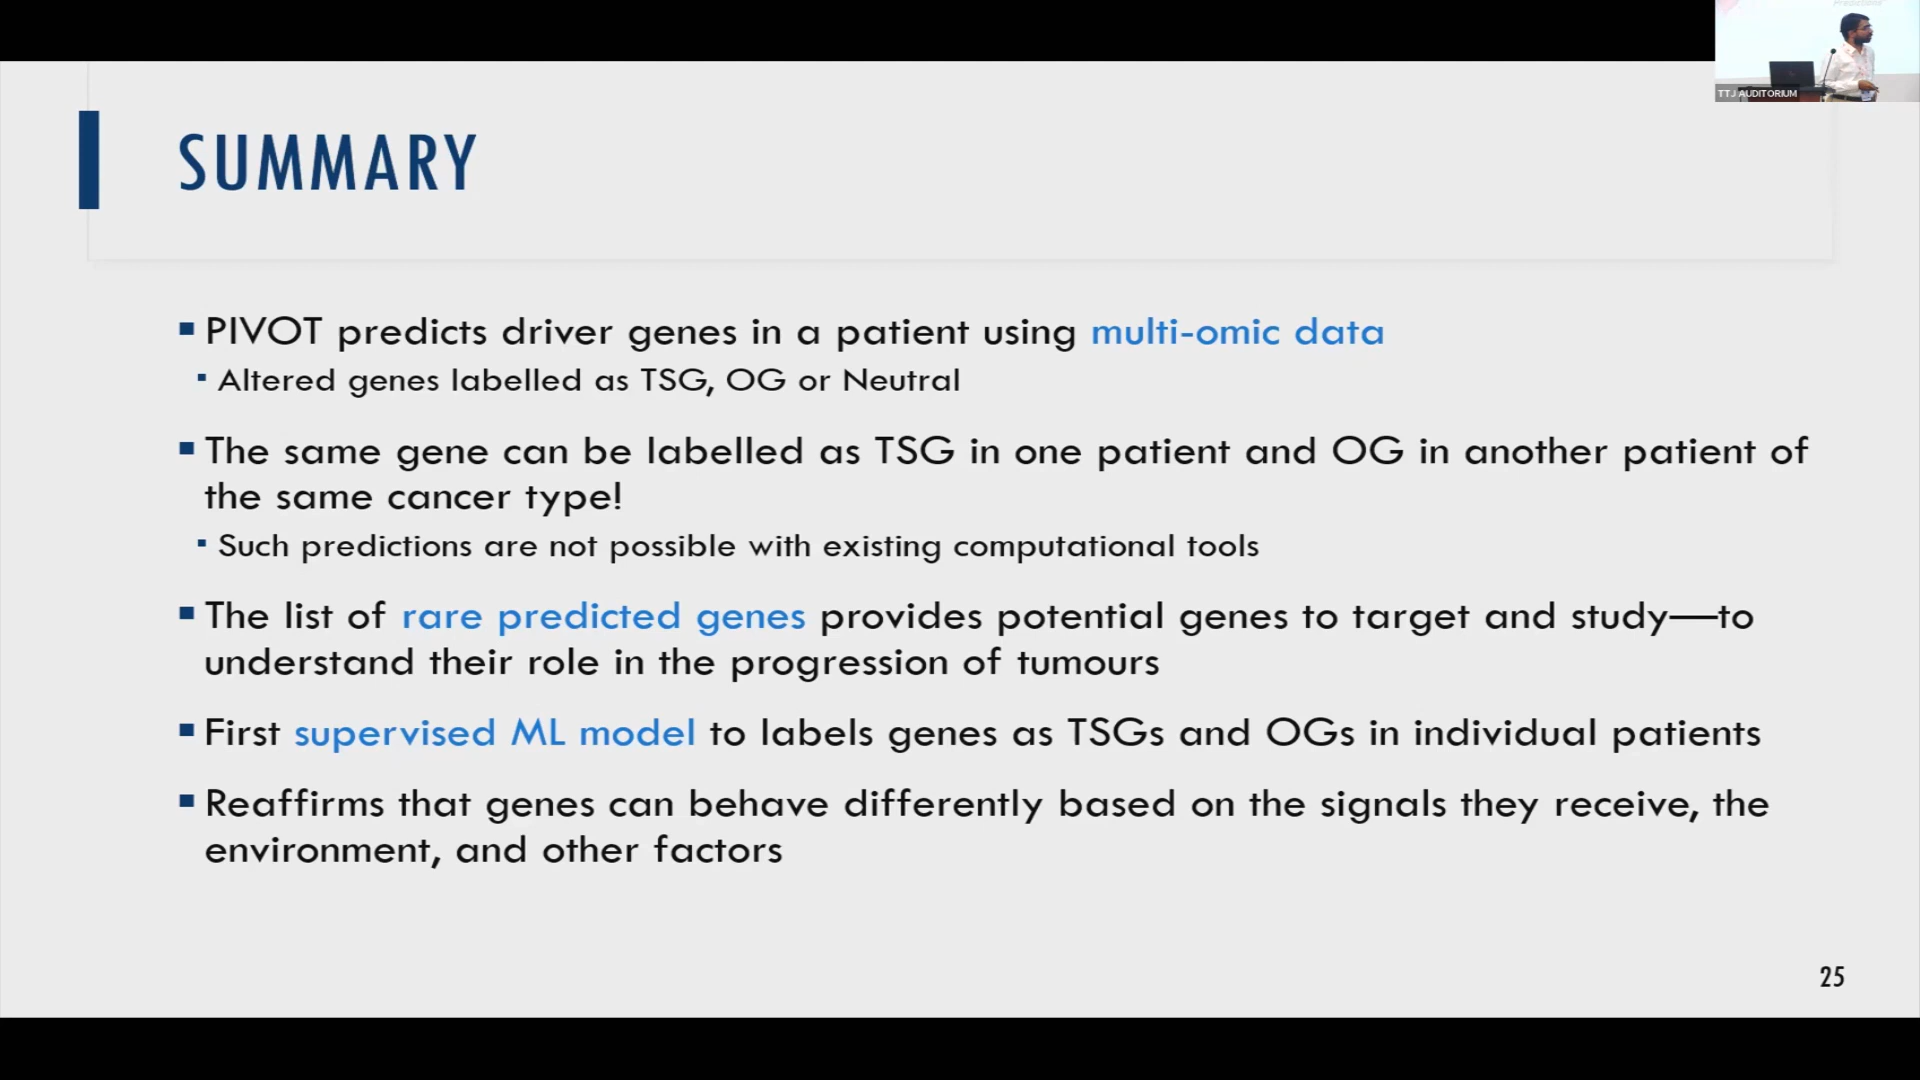 TTJ AUDITORIUM
SUMMARY
PIVOT predicts driver genes in a patient using multi-omic data
Altered genes labelled as TSG, OG or Neutral
The same gene can be labelled as TSG in one patient and OG in another patient of
the same cancer type!
Such predictions are not possible with existing computational tools
The list of rare predicted genes provides potential genes to target and study—to
understand their role in the progression of tumours
First supervised ML model to labels genes as TSGs and OGs in individual patients
Reaffirms that genes can behave differently based on the signals they receive, the
environment, and other factors
25